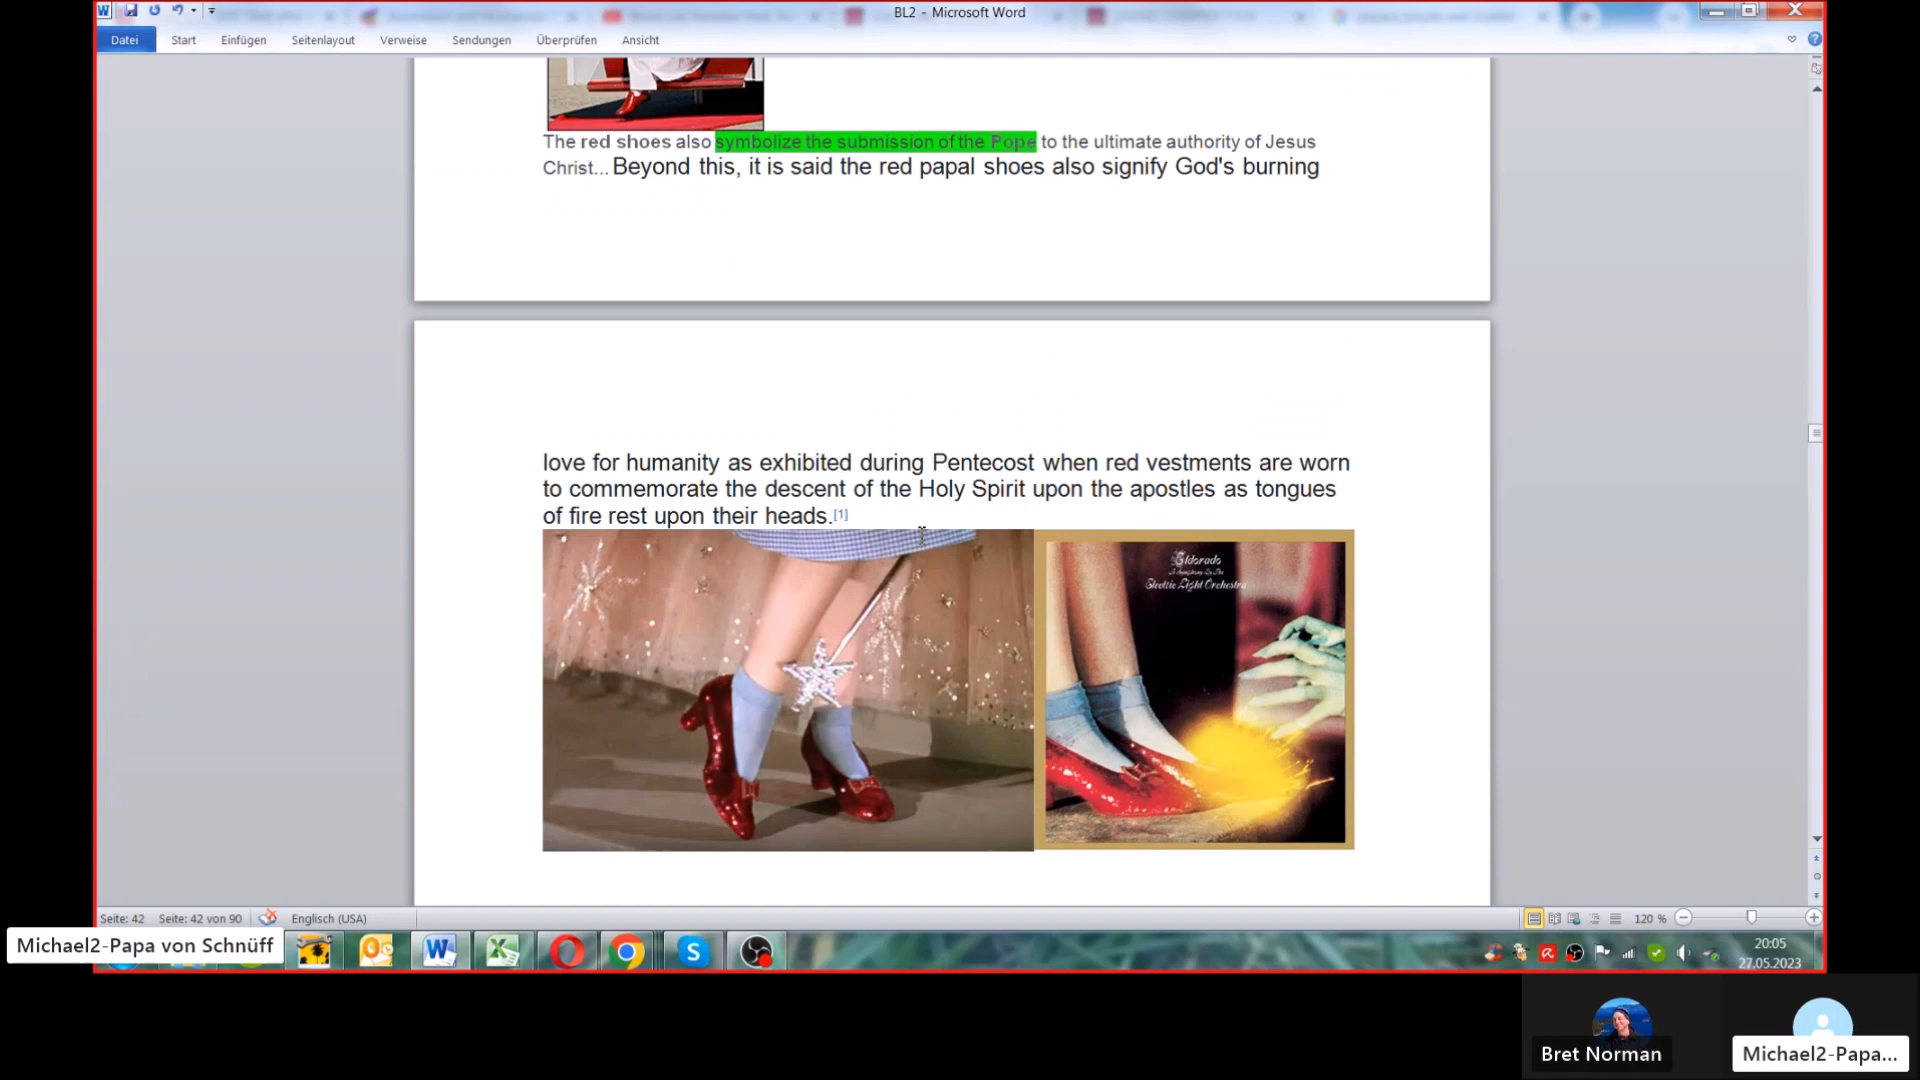 BL2 - Microsoft Word
Datei Start Einfügen Seitenlayout Verweise Sendungen Überprüfen Ansicht
The red shoes also symbolize the submission of the Pope to the ultimate authority of Jesus
Christ... Beyond this, it is said the red papal shoes also signify God's burning
love for humanity as exhibited during Pentecost when red vestments are worn
to commemorate the descent of the Holy Spirit upon the apostles as tongues
of fire rest upon their heads.[1]
Eldorado
A Symphony By The
Electric Light Orchestra
Seite: 42 Seite: 42 von 90 Englisch (USA) 120 %
Michael2-Papa von Schnüff
20:05
27.05.2023
Bret Norman
Michael2-Papa...